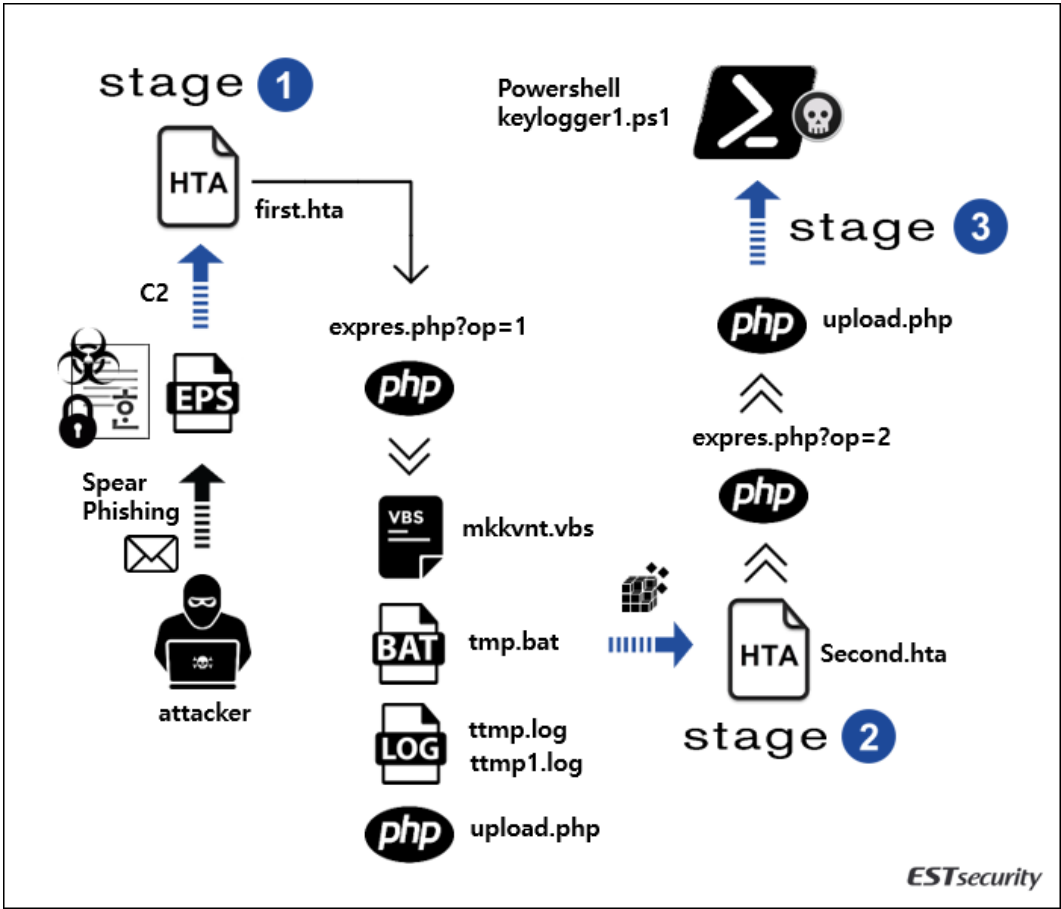 stage 1
HTA
first.hta
C2
EPS
한
Spear
Phishing
attacker
expres.php?op=1
php
VBS
mkkvnt.vbs
BAT
tmp.bat
LOG
ttmp.log
ttmp1.log
php
upload.php
HTA
Second.hta
stage 2
php
expres.php?op=2
php
upload.php
stage 3
Powershell
keylogger1.ps1
ESTsecurity